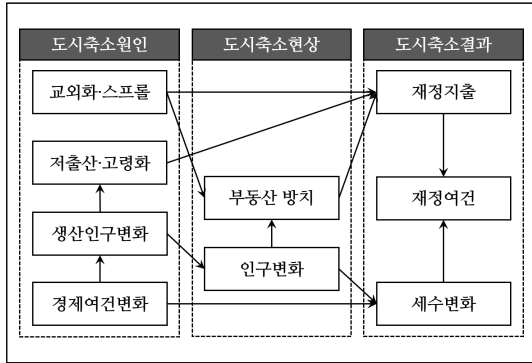 도시축소원인
도시축소현상
도시축소결과
교외화·스프롤
저출산·고령화
생산인구변화
경제여건변화
부동산 방치
인구변화
재정지출
재정여건
세수변화